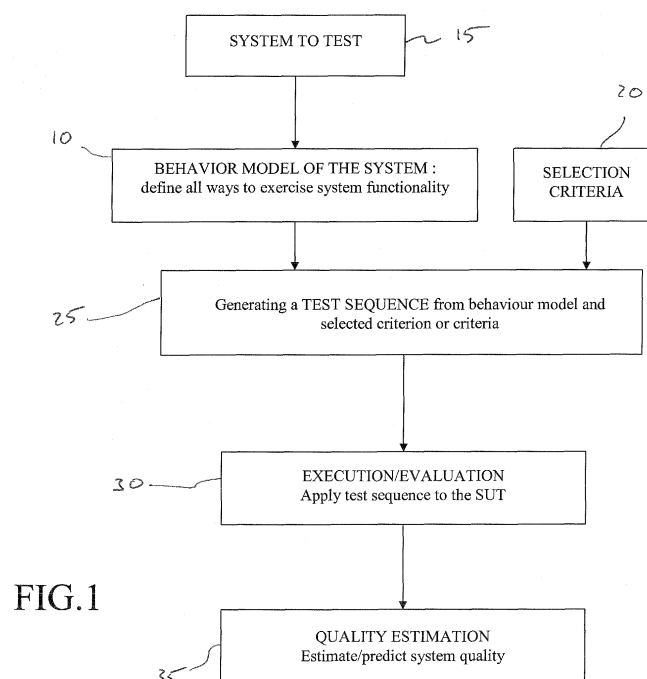 SYSTEM TO TEST
15
20
10
BEHAVIOR MODEL OF THE SYSTEM :
define all ways to exercise system functionality
SELECTION
CRITERIA
25
Generating a TEST SEQUENCE from behaviour model and
selected criterion or criteria
30
EXECUTION/EVALUATION
Apply test sequence to the SUT
FIG.1
QUALITY ESTIMATION
Estimate/predict system quality